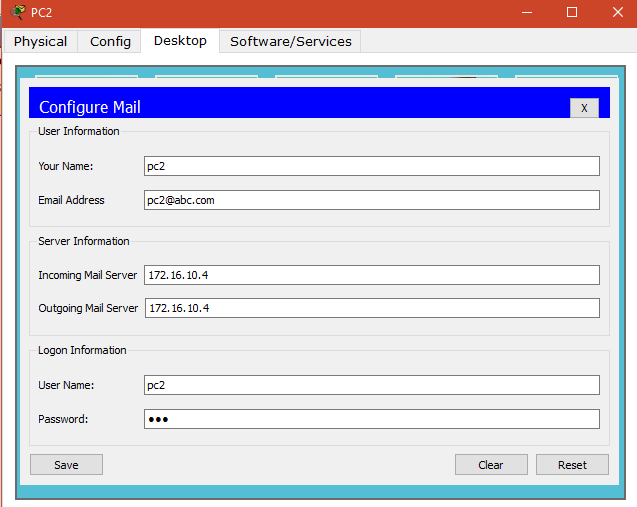 PC2
Physical Config Desktop Software/Services
Configure Mail X
User Information
Your Name: pc2
Email Address pc2@abc.com
Server Information
Incoming Mail Server 172.16.10.4
Outgoing Mail Server 172.16.10.4
Logon Information
User Name: pc2
Password: •••
Save Clear Reset